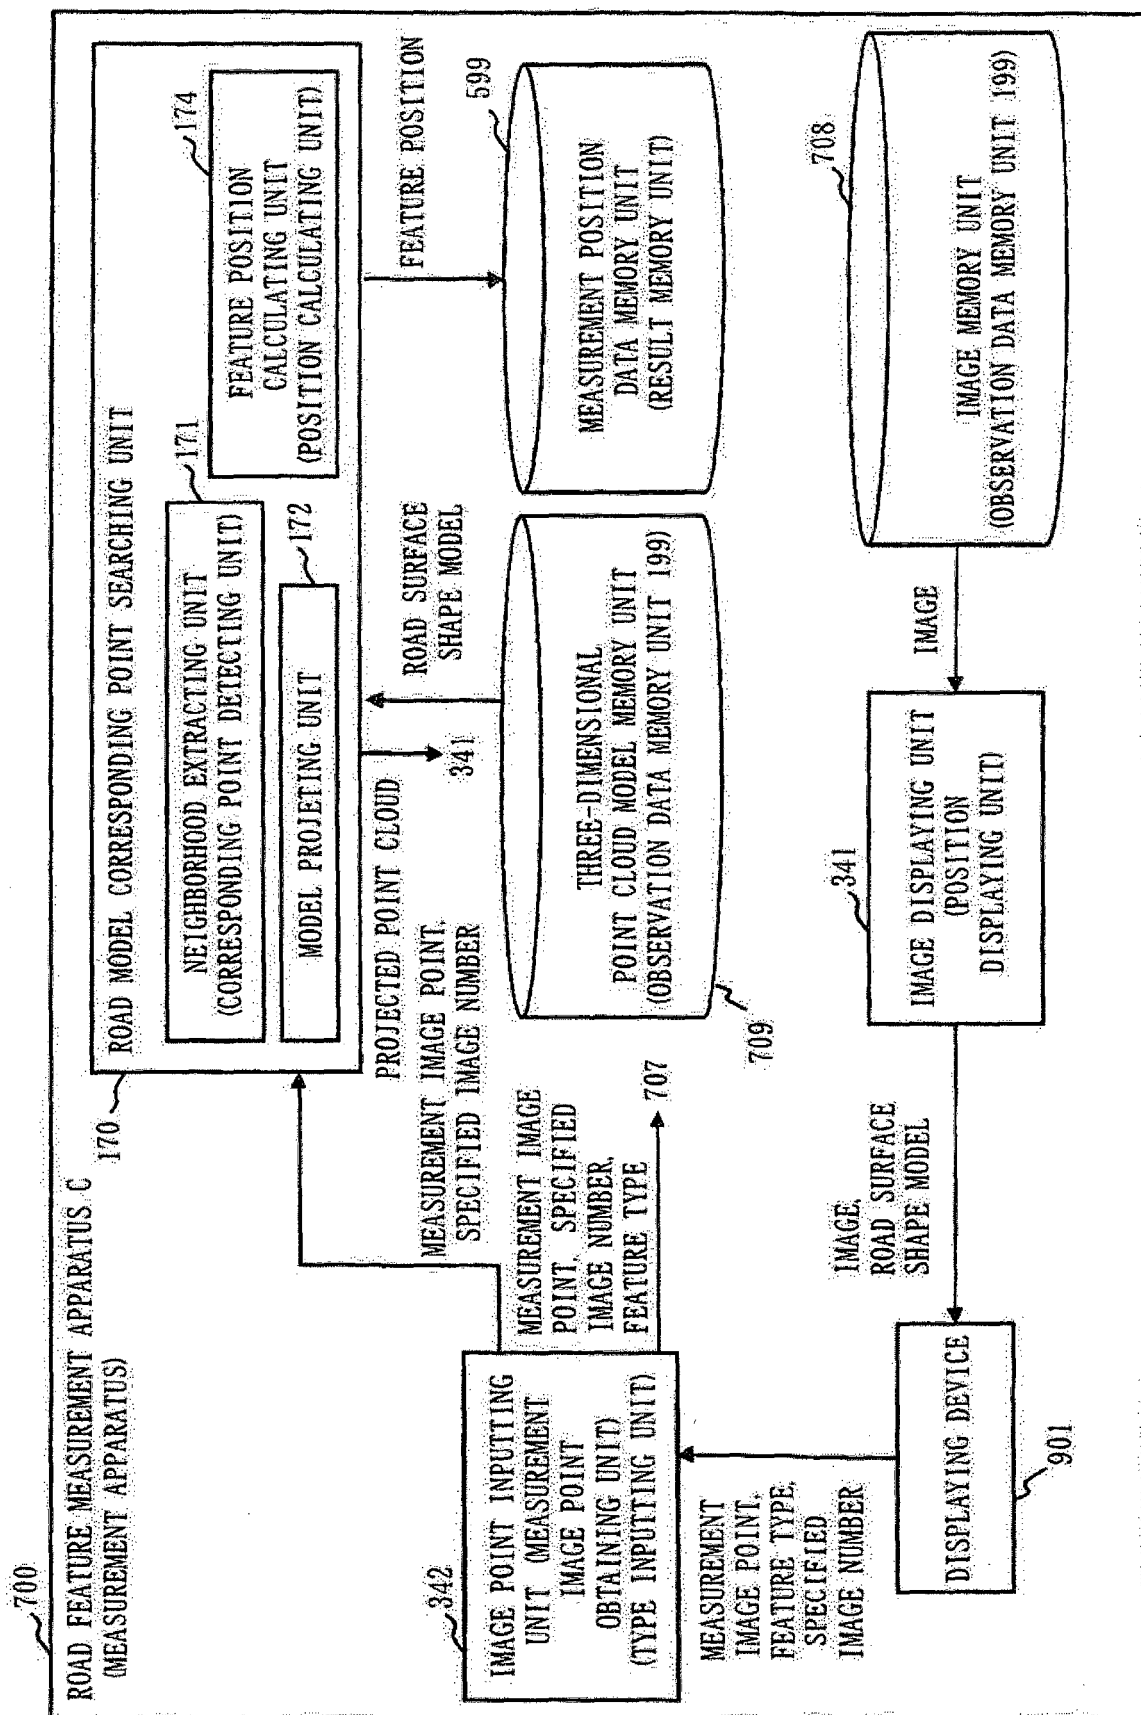 700
ROAD FEATURE MEASUREMENT APPARATUS C
(MEASUREMENT APPARATUS)
170
ROAD MODEL CORRESPONDING POINT SEARCHING UNIT
171
NEIGHBORHOOD EXTRACTING UNIT
(CORRESPONDING POINT DETECTING UNIT)
172
MODEL PROJETING UNIT
174
FEATURE POSITION
CALCULATING UNIT
(POSITION CALCULATING UNIT)
PROJECTED POINT CLOUD
341
ROAD SURFACE
SHAPE MODEL
FEATURE POSITION
MEASUREMENT IMAGE POINT,
SPECIFIED IMAGE NUMBER
342
IMAGE POINT INPUTTING
UNIT (MEASUREMENT
IMAGE POINT
OBTAINING UNIT)
(TYPE INPUTTING UNIT)
MEASUREMENT IMAGE
POINT, SPECIFIED
IMAGE NUMBER,
FEATURE TYPE
707
THREE-DIMENSIONAL
POINT CLOUD MODEL MEMORY UNIT
(OBSERVATION DATA MEMORY UNIT 199)
709
599
MEASUREMENT POSITION
DATA MEMORY UNIT
(RESULT MEMORY UNIT)
MEASUREMENT
IMAGE POINT,
FEATURE TYPE,
SPECIFIED
IMAGE NUMBER
DISPLAYING DEVICE
901
IMAGE,
ROAD SURFACE
SHAPE MODEL
341
IMAGE DISPLAYING UNIT
(POSITION
DISPLAYING UNIT)
IMAGE
708
IMAGE MEMORY UNIT
(OBSERVATION DATA MEMORY UNIT 199)